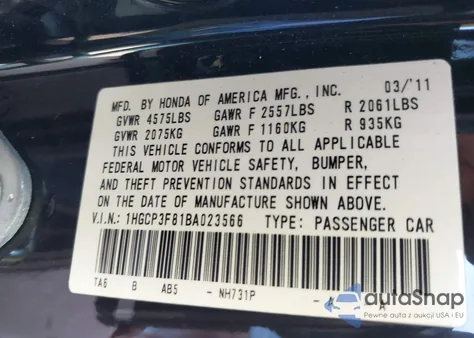 MFD. BY HONDA OF AMERICA MFG., INC. 03/'11
GVWR 4575LBS GAWR F 2557LBS R 2061LBS
GVWR 2075KG GAWR F 1160KG R 935KG
THIS VEHICLE CONFORMS TO ALL APPLICABLE
FEDERAL MOTOR VEHICLE SAFETY, BUMPER,
AND THEFT PREVENTION STANDARDS IN EFFECT
ON THE DATE OF MANUFACTURE SHOWN ABOVE.
V.I.N.: 1HGCP3F81BA023566 TYPE: PASSENGER CAR
TA6 B AB5 - NH731P - A A
autoSnap
Pewne auta z aukcji USA i EU